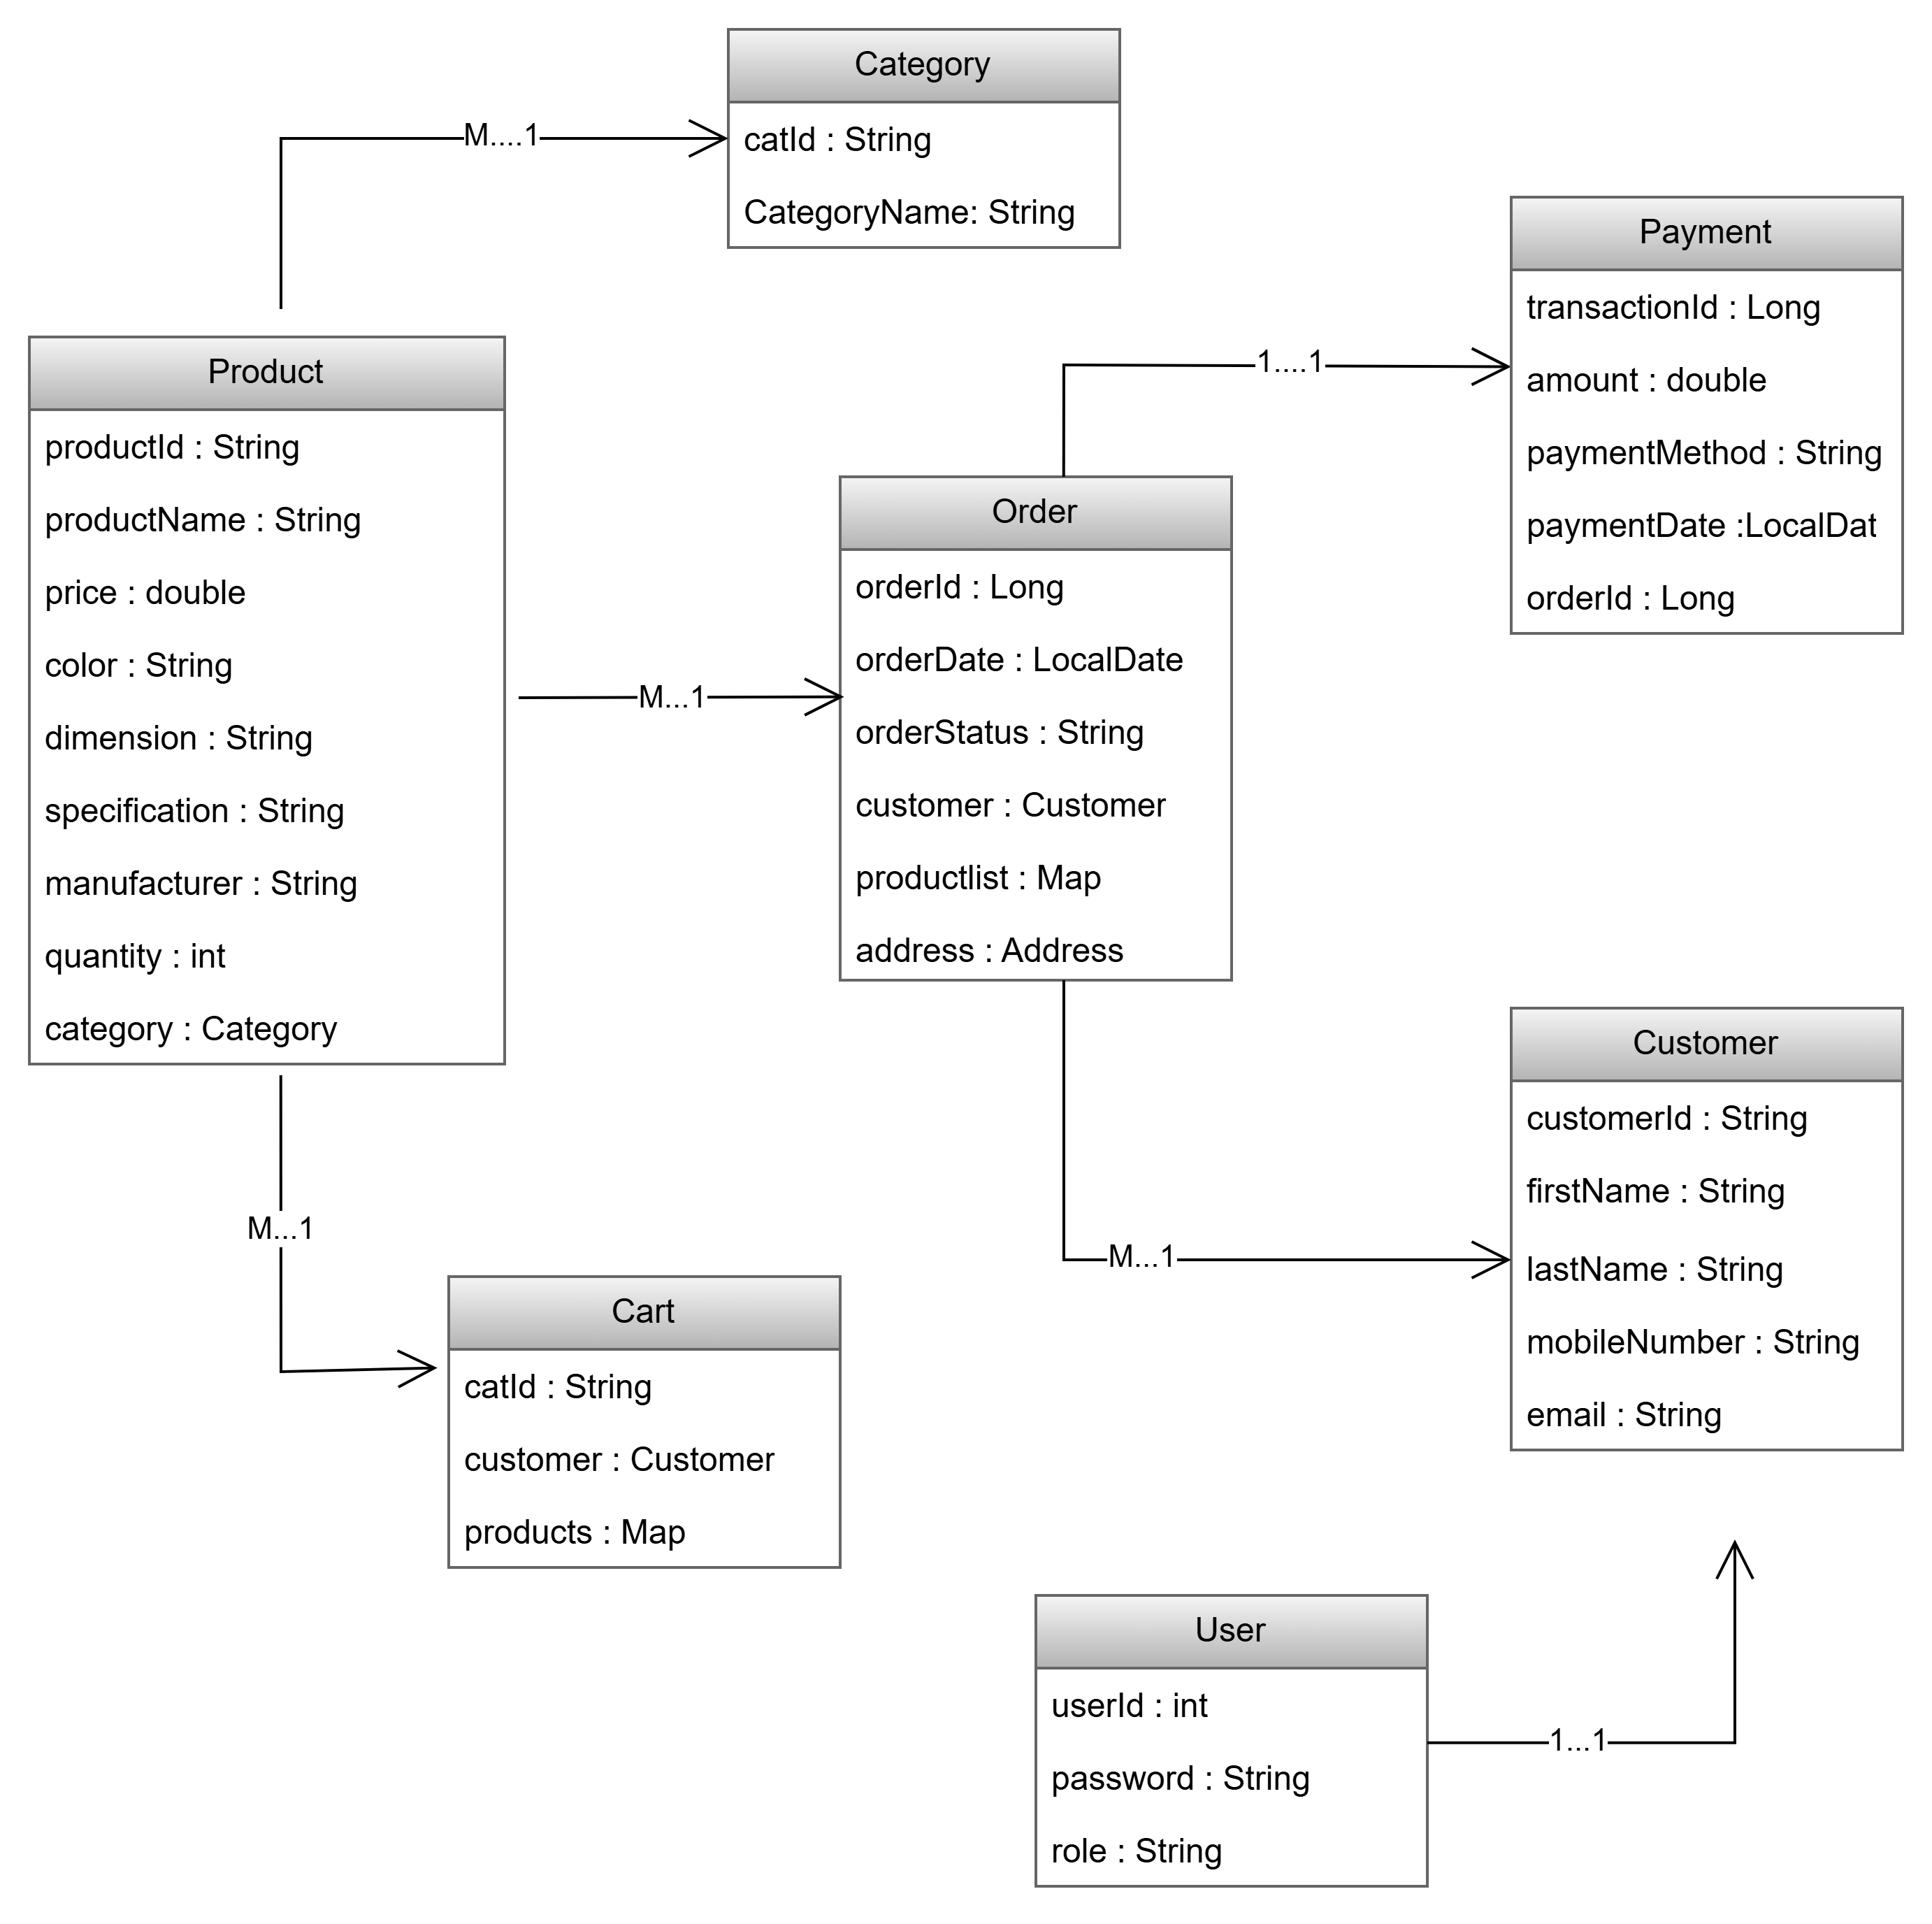 Category
catId : String
CategoryName: String
M....1
Payment
transactionId : Long
amount : double
paymentMethod : String
paymentDate :LocalDat
orderId : Long
1....1
Product
productId : String
productName : String
price : double
color : String
dimension : String
specification : String
manufacturer : String
quantity : int
category : Category
M...1
Order
orderId : Long
orderDate : LocalDate
orderStatus : String
customer : Customer
productlist : Map
address : Address
M...1
Customer
customerId : String
firstName : String
lastName : String
mobileNumber : String
email : String
M...1
Cart
catId : String
customer : Customer
products : Map
User
userId : int
password : String
role : String
1...1